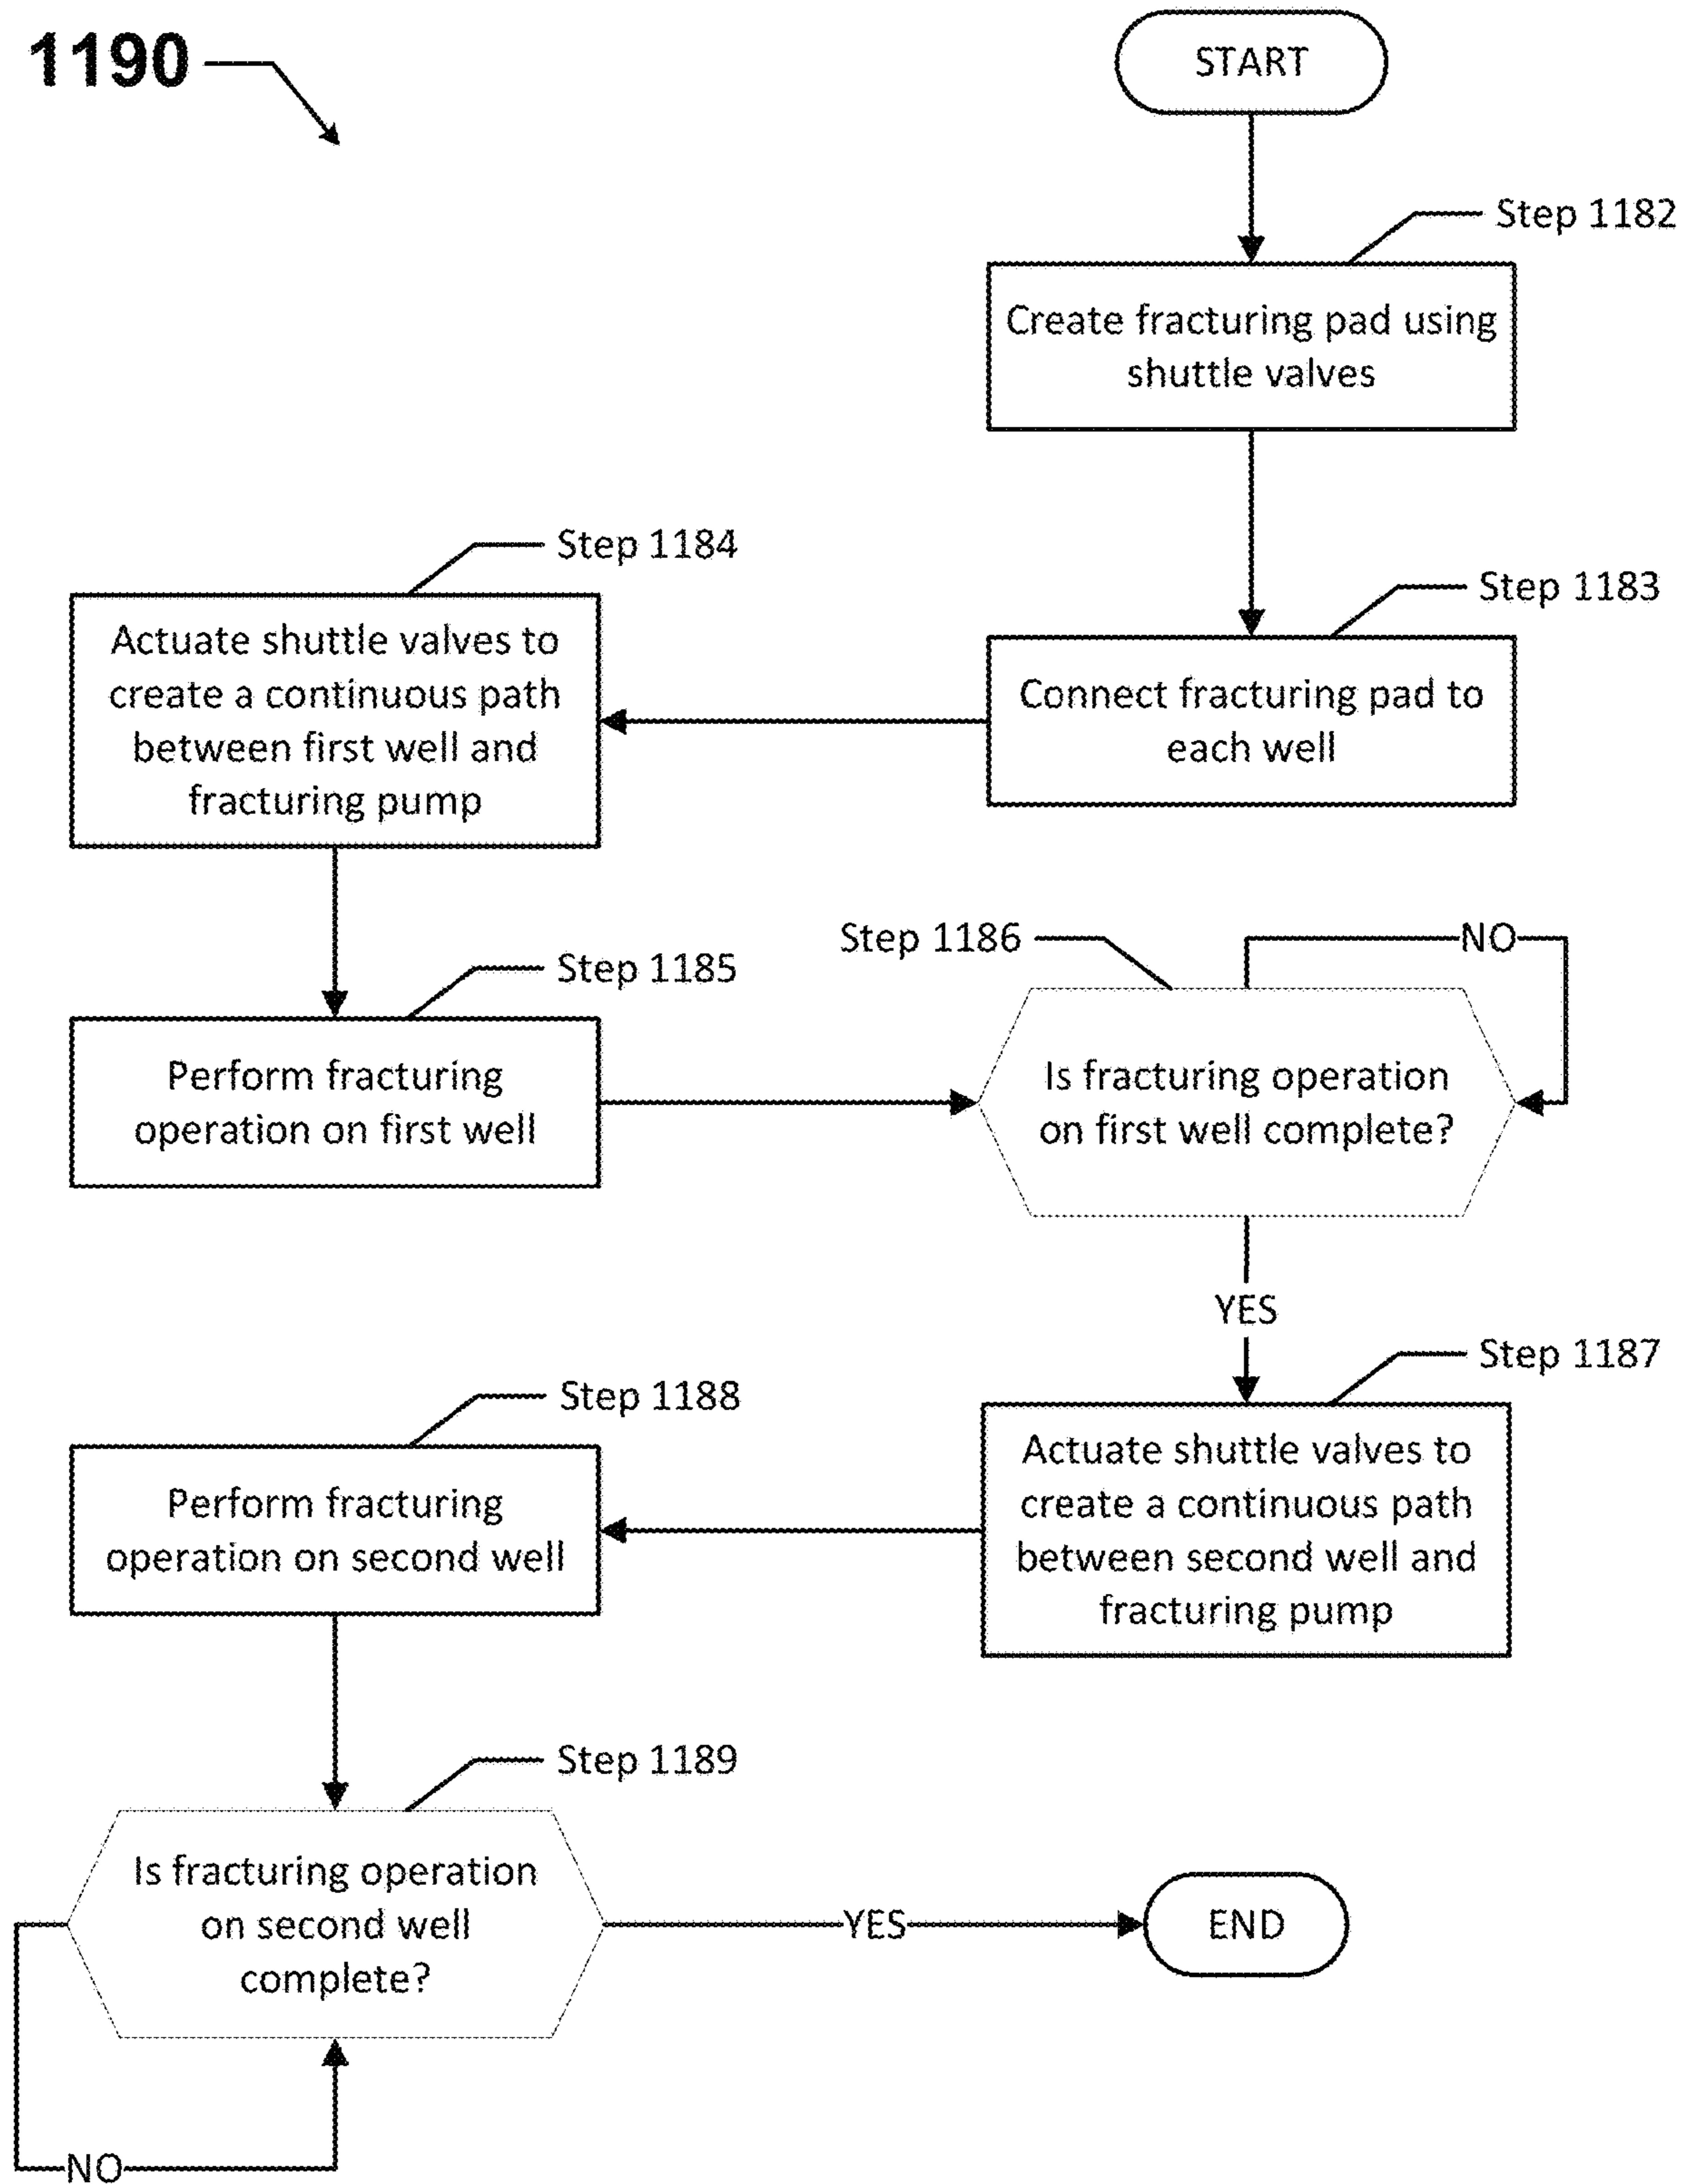 1190
START
Step 1182
Create fracturing pad using
shuttle valves
Step 1183
Connect fracturing pad to
each well
Step 1184
Actuate shuttle valves to
create a continuous path
between first well and
fracturing pump
Step 1185
Perform fracturing
operation on first well
Step 1186
NO
Is fracturing operation
on first well complete?
YES
Step 1187
Actuate shuttle valves to
create a continuous path
between second well and
fracturing pump
Step 1188
Perform fracturing
operation on second well
Step 1189
Is fracturing operation
on second well
complete?
YES
END
NO